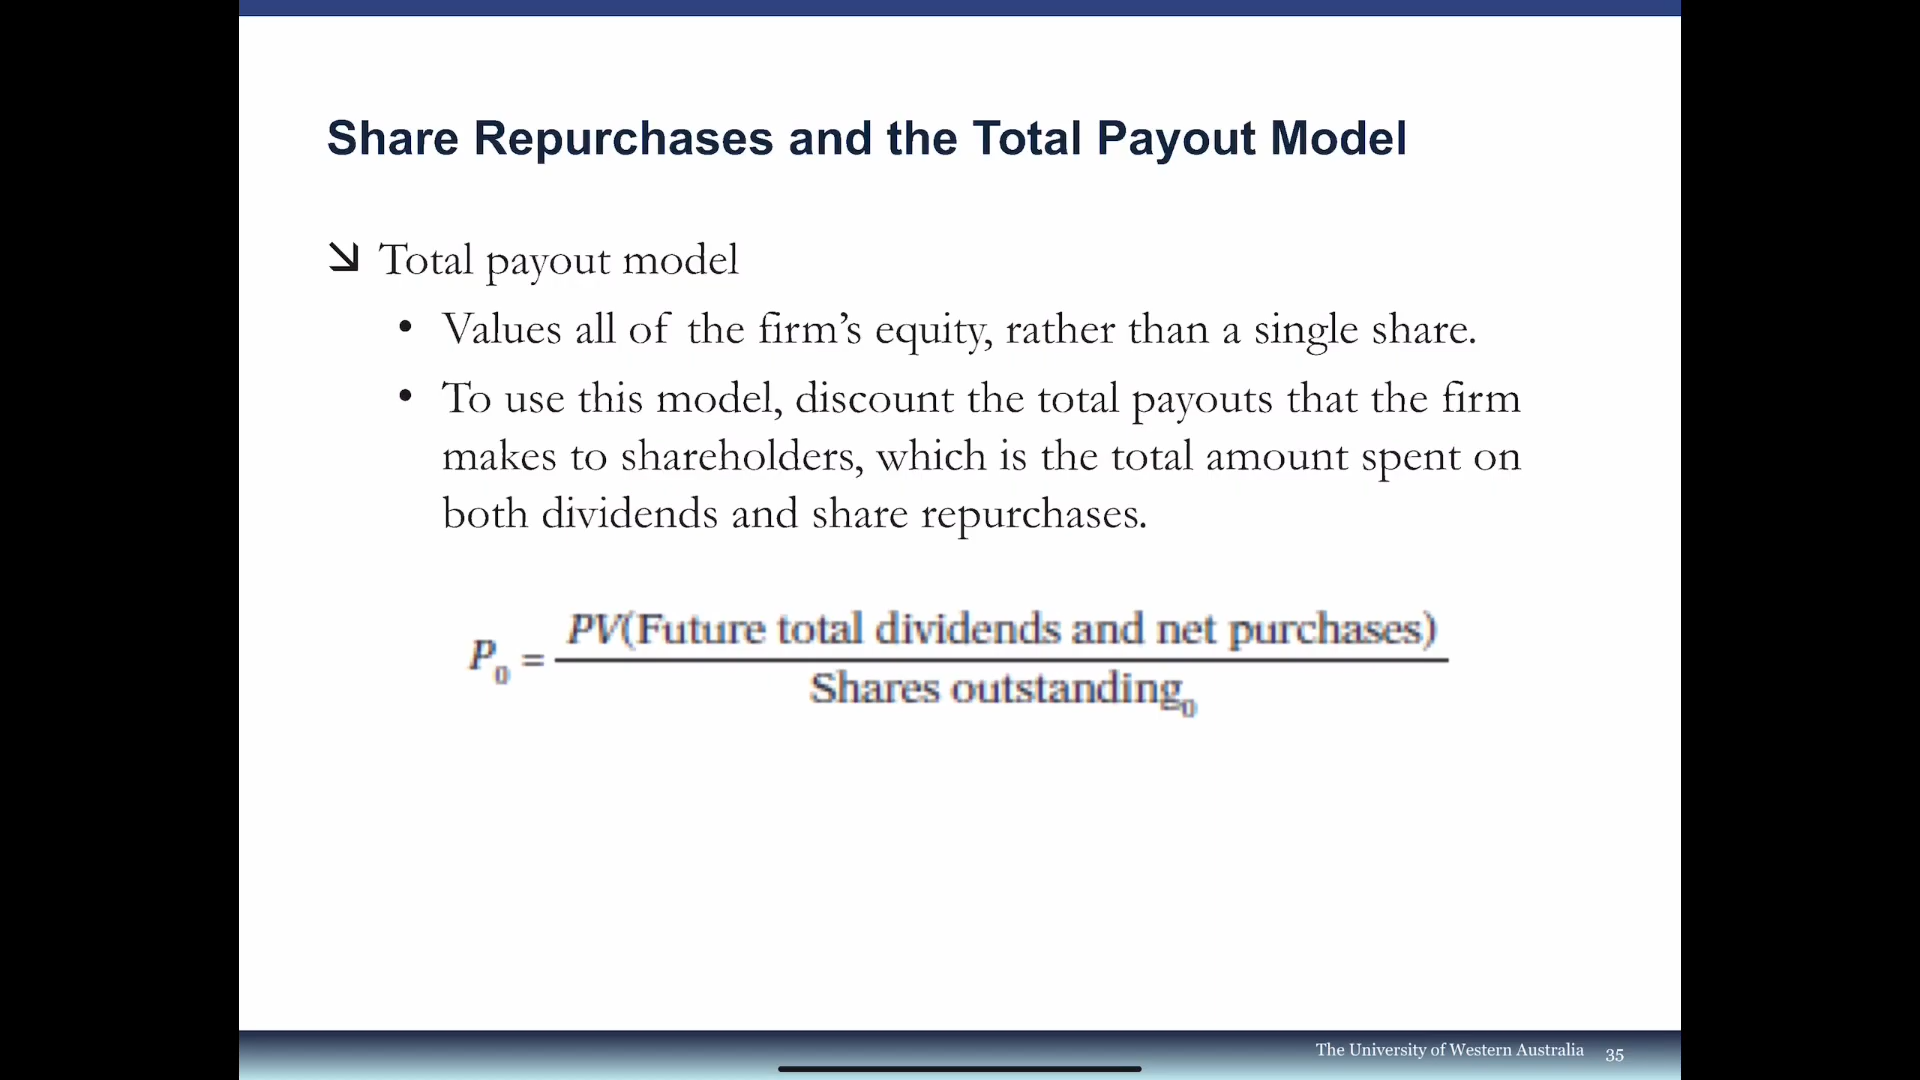 Share Repurchases and the Total Payout Model
Total payout model
• Values all of the firm’s equity, rather than a single share.
• To use this model, discount the total payouts that the firm
makes to shareholders, which is the total amount spent on
both dividends and share repurchases.
P₀ = PV(Future total dividends and net purchases)
Shares outstanding₀
The University of Western Australia 35